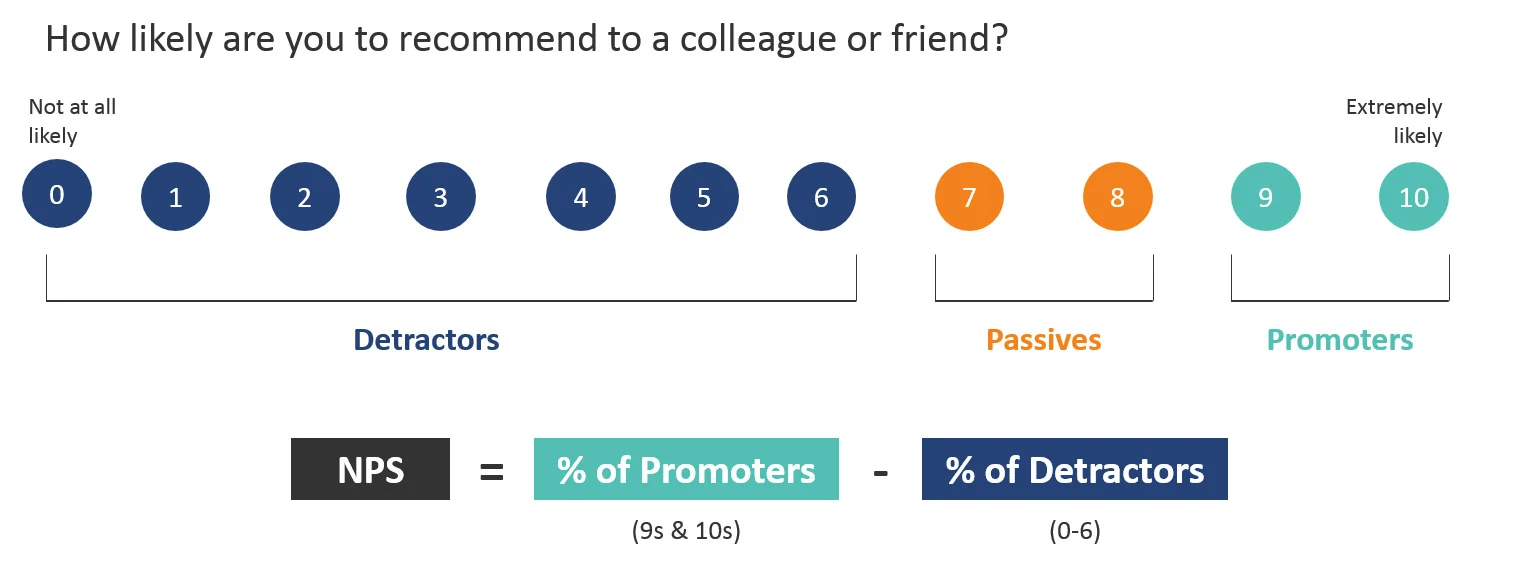 How likely are you to recommend to a colleague or friend?
Not at all
likely
Extremely
likely
0 1 2 3 4 5 6 7 8 9 10
Detractors Passives Promoters
NPS = % of Promoters - % of Detractors
(9s & 10s) (0-6)